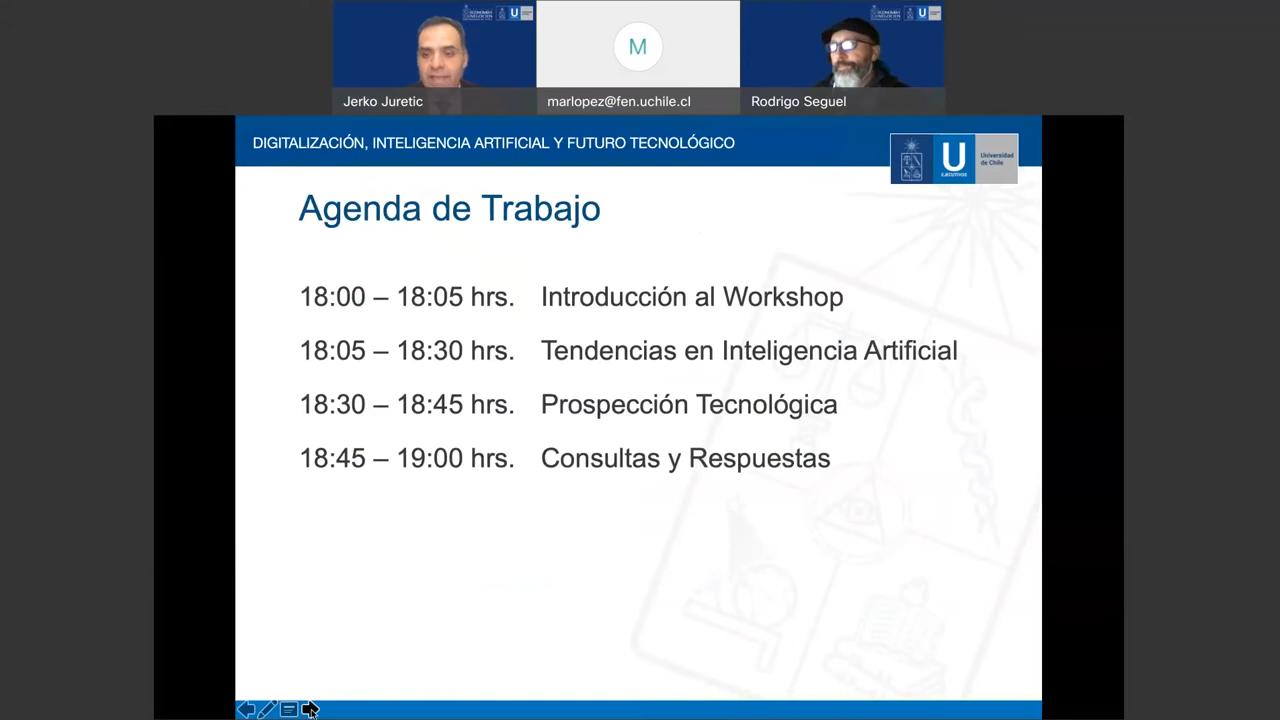 Jerko Juretic
M
marlopez@fen.uchile.cl
Rodrigo Seguel
DIGITALIZACIÓN, INTELIGENCIA ARTIFICIAL Y FUTURO TECNOLÓGICO
U
EJECUTIVOS
Universidad
de Chile
Agenda de Trabajo
18:00 – 18:05 hrs. Introducción al Workshop
18:05 – 18:30 hrs. Tendencias en Inteligencia Artificial
18:30 – 18:45 hrs. Prospección Tecnológica
18:45 – 19:00 hrs. Consultas y Respuestas